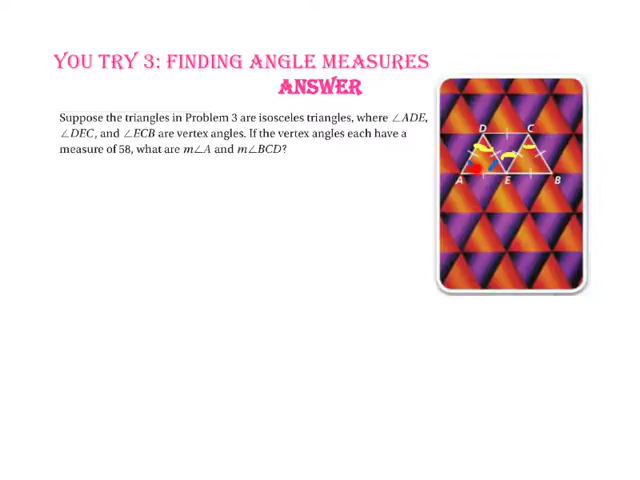 YOU TRY 3: FINDING ANGLE MEASURES
ANSWER
Suppose the triangles in Problem 3 are isosceles triangles, where ∠ADE,
∠DEC, and ∠ECB are vertex angles. If the vertex angles each have a
measure of 58, what are m∠A and m∠BCD?
D C
A E B